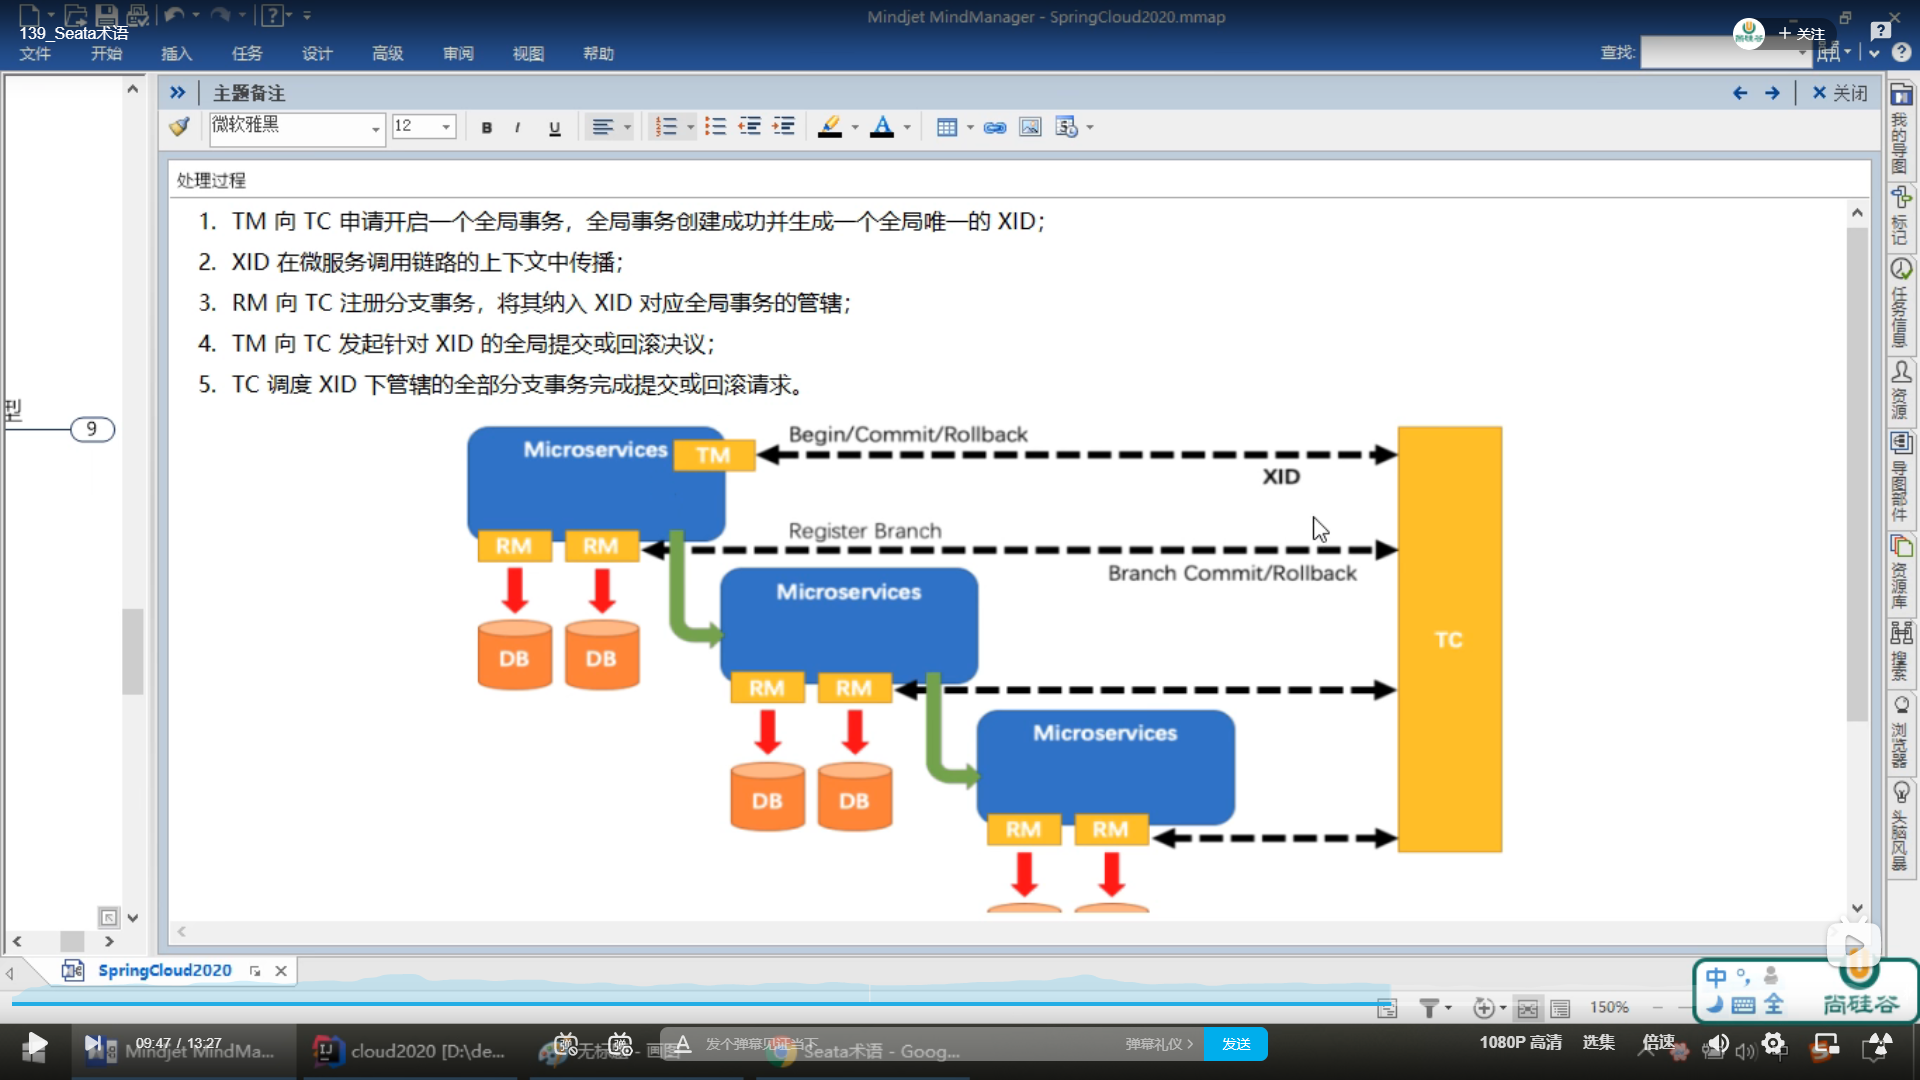 Mindjet MindManager - SpringCloud2020.mmap
139_Seata术语
+ 关注
文件 开始 插入 任务 设计 高级 审阅 视图 帮助
查找:
主题备注
关闭
微软雅黑 12 B I U
处理过程
1. TM 向 TC 申请开启一个全局事务，全局事务创建成功并生成一个全局唯一的 XID；
2. XID 在微服务调用链路的上下文中传播；
3. RM 向 TC 注册分支事务，将其纳入 XID 对应全局事务的管辖；
4. TM 向 TC 发起针对 XID 的全局提交或回滚决议；
5. TC 调度 XID 下管辖的全部分支事务完成提交或回滚请求。
型
9
Microservices
TM
Begin/Commit/Rollback
XID
RM RM
Register Branch
Branch Commit/Rollback
DB DB
Microservices
TC
RM RM
DB DB
Microservices
RM RM
我的导图
标记
任务信息
资源
导图部件
资源库
搜索
浏览器
头脑风暴
SpringCloud2020
150%
中
全
尚硅谷
09:47 / 13:27
Mindjet MindMa...
cloud2020 [D:\de...
无标题 - 画图
发个弹幕见证当下
Seata术语 - Goog...
弹幕礼仪
发送
1080P 高清
选集
倍速